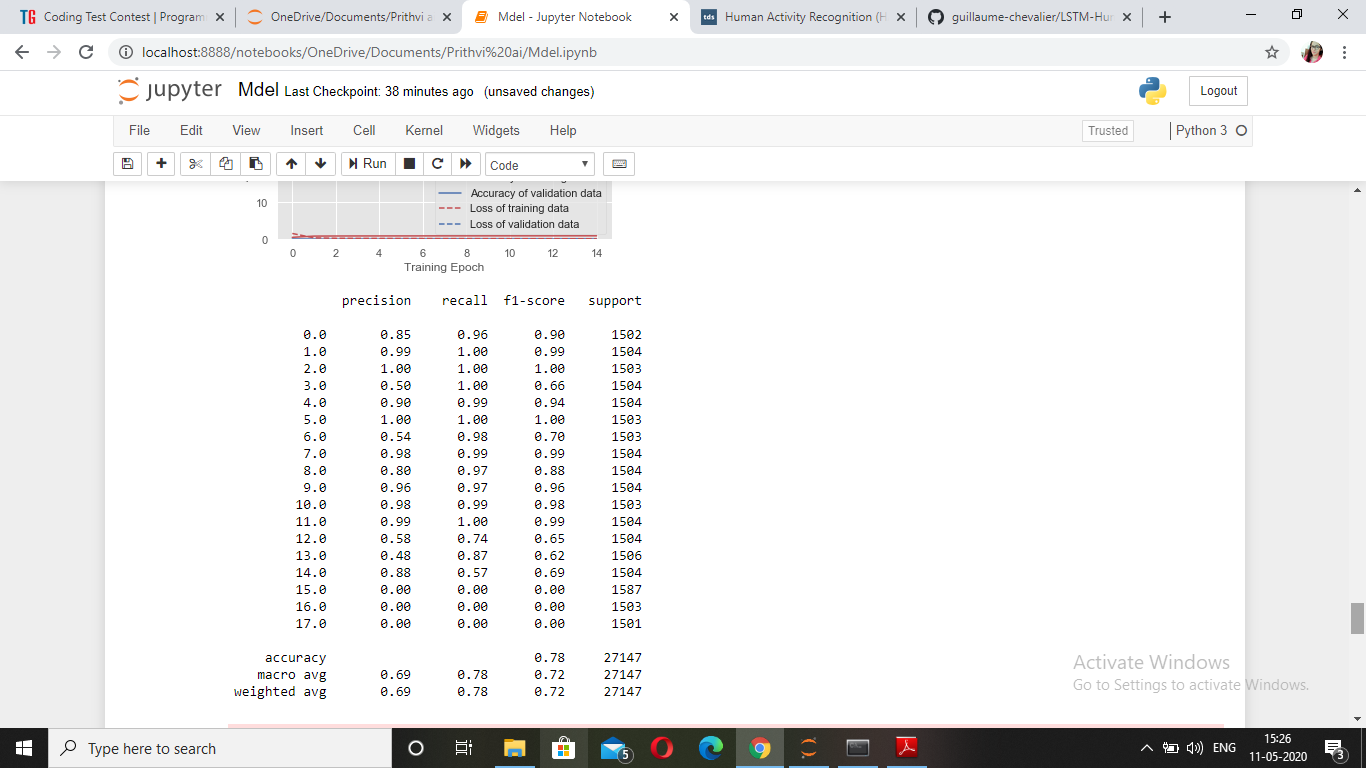 TG Coding Test Contest | Program
OneDrive/Documents/Prithvi a
Mdel - Jupyter Notebook
tds Human Activity Recognition (H
guillaume-chevalier/LSTM-Hu
localhost:8888/notebooks/OneDrive/Documents/Prithvi%20ai/Mdel.ipynb
jupyter Mdel Last Checkpoint: 38 minutes ago (unsaved changes)
Logout
File Edit View Insert Cell Kernel Widgets Help
Trusted
Python 3
Run
Code
Accuracy of validation data
10
Loss of training data
Loss of validation data
0
0 2 4 6 8 10 12 14
Training Epoch
precision recall f1-score support
0.0 0.85 0.96 0.90 1502
1.0 0.99 1.00 0.99 1504
2.0 1.00 1.00 1.00 1503
3.0 0.50 1.00 0.66 1504
4.0 0.90 0.99 0.94 1504
5.0 1.00 1.00 1.00 1503
6.0 0.54 0.98 0.70 1503
7.0 0.98 0.99 0.99 1504
8.0 0.80 0.97 0.88 1504
9.0 0.96 0.97 0.96 1504
10.0 0.98 0.99 0.98 1503
11.0 0.99 1.00 0.99 1504
12.0 0.58 0.74 0.65 1504
13.0 0.48 0.87 0.62 1506
14.0 0.88 0.57 0.69 1504
15.0 0.00 0.00 0.00 1587
16.0 0.00 0.00 0.00 1503
17.0 0.00 0.00 0.00 1501
accuracy 0.78 27147
macro avg 0.69 0.78 0.72 27147
weighted avg 0.69 0.78 0.72 27147
Activate Windows
Go to Settings to activate Windows.
Type here to search
5
ENG
15:26
11-05-2020
3